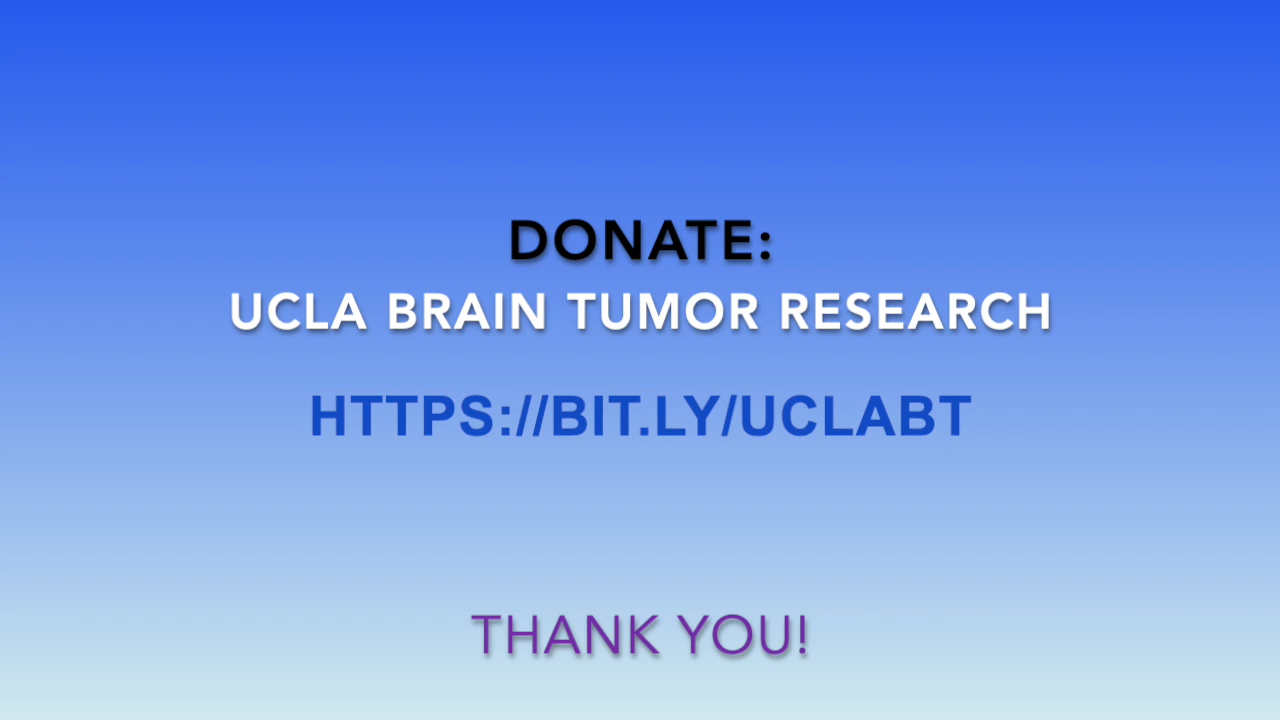 DONATE:
UCLA BRAIN TUMOR RESEARCH
HTTPS://BIT.LY/UCLABT
THANK YOU!